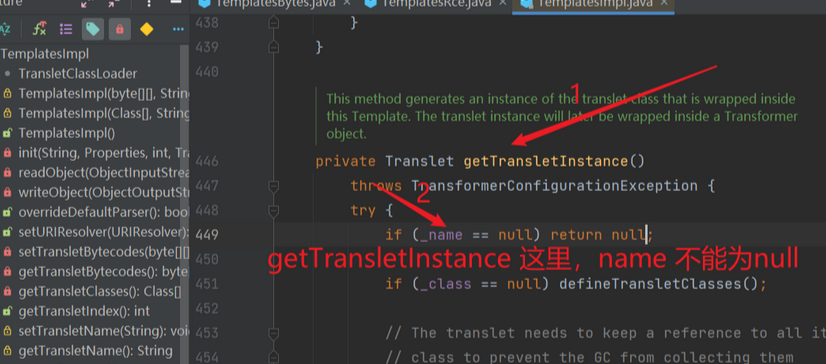 ture
TemplatesBytes.java
TemplatesRce.java
TemplatesImpl.java
TemplatesImpl
TransletClassLoader
TemplatesImpl(byte[][], String
TemplatesImpl(Class[], String,
TemplatesImpl()
init(String, Properties, int, Tra
readObject(ObjectInputStrea
writeObject(ObjectOutputStr
overrideDefaultParser(): bool
setURIResolver(URIResolver):
setTransletBytecodes(byte[][]
getTransletBytecodes(): byte
getTransletClasses(): Class[]
getTransletIndex(): int
setTransletName(String): voi
getTransletName(): String
438 }
439 }
440
This method generates an instance of the translet class that is wrapped inside
this Template. The translet instance will later be wrapped inside a Transformer
object.
1
446 private Translet getTransletInstance()
447 throws TransformerConfigurationException {
2
448 try {
449 if (_name == null) return null;
450
getTransletInstance 这里，name 不能为null
451 if (_class == null) defineTransletClasses();
452
453 // The translet needs to keep a reference to all it
454 // class to prevent the GC from collecting them